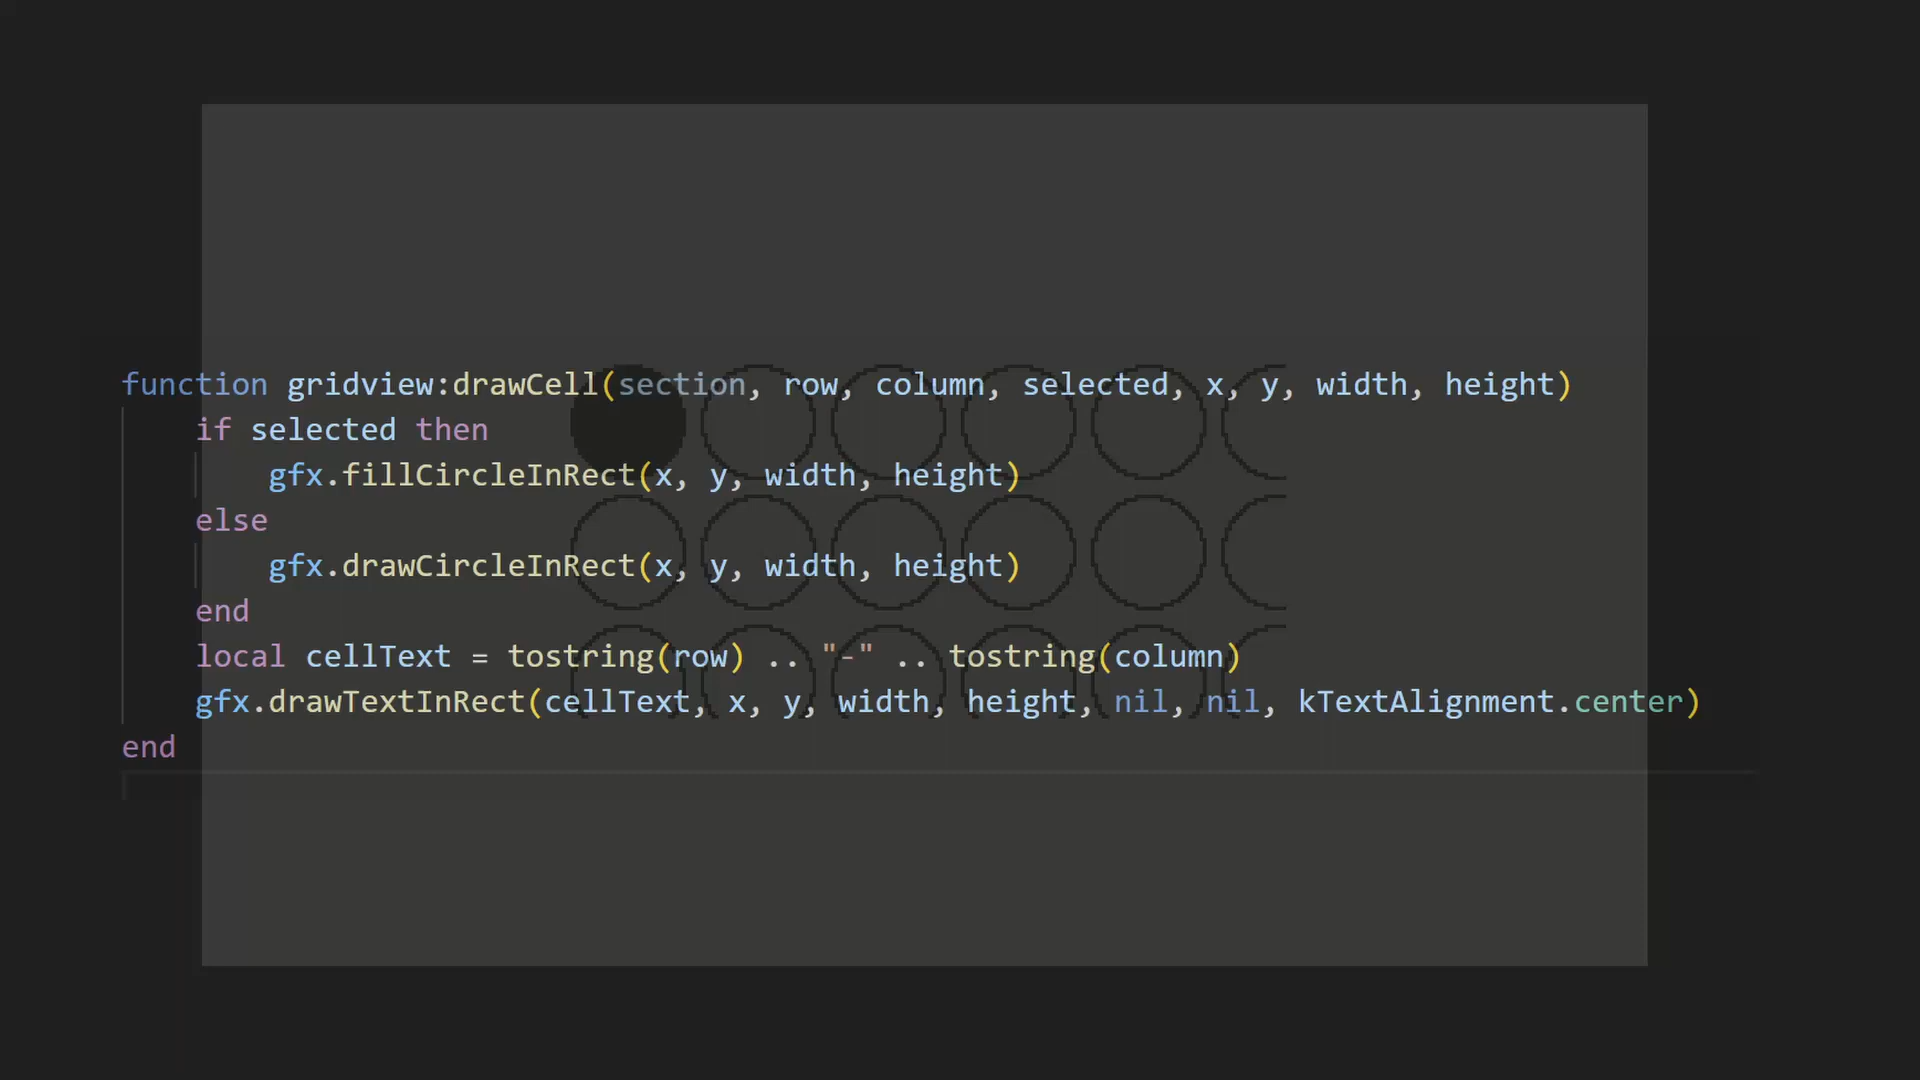 function gridview:drawCell(section, row, column, selected, x, y, width, height)
    if selected then
        gfx.fillCircleInRect(x, y, width, height)
    else
        gfx.drawCircleInRect(x, y, width, height)
    end
    local cellText = tostring(row) .. "-" .. tostring(column)
    gfx.drawTextInRect(cellText, x, y, width, height, nil, nil, kTextAlignment.center)
end